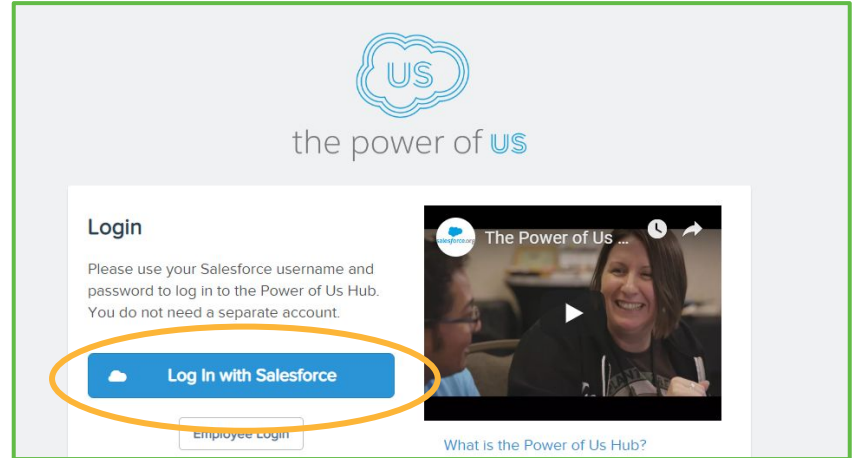 US
the power of US
Login
Please use your Salesforce username and
password to log in to the Power of Us Hub.
You do not need a separate account.
Log In with Salesforce
Employee Login
salesforce.org
The Power of Us ...
What is the Power of Us Hub?